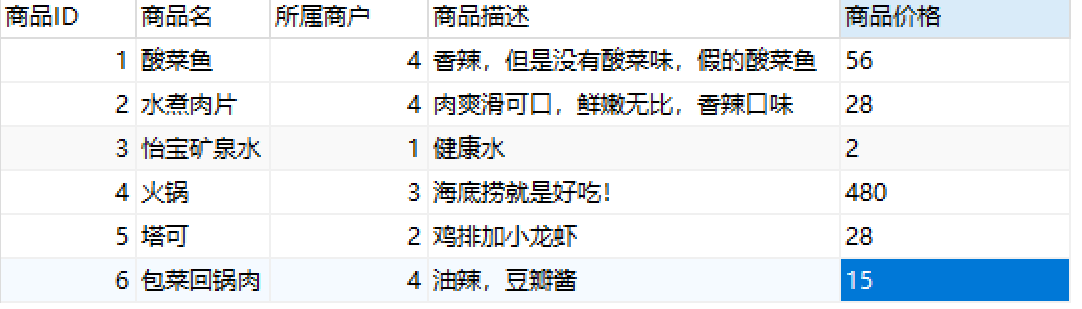 商品ID 商品名 所属商户 商品描述 商品价格
1 酸菜鱼 4 香辣，但是没有酸菜味，假的酸菜鱼 56
2 水煮肉片 4 肉爽滑可口，鲜嫩无比，香辣口味 28
3 怡宝矿泉水 1 健康水 2
4 火锅 3 海底捞就是好吃！ 480
5 塔可 2 鸡排加小龙虾 28
6 包菜回锅肉 4 油辣，豆瓣酱 15